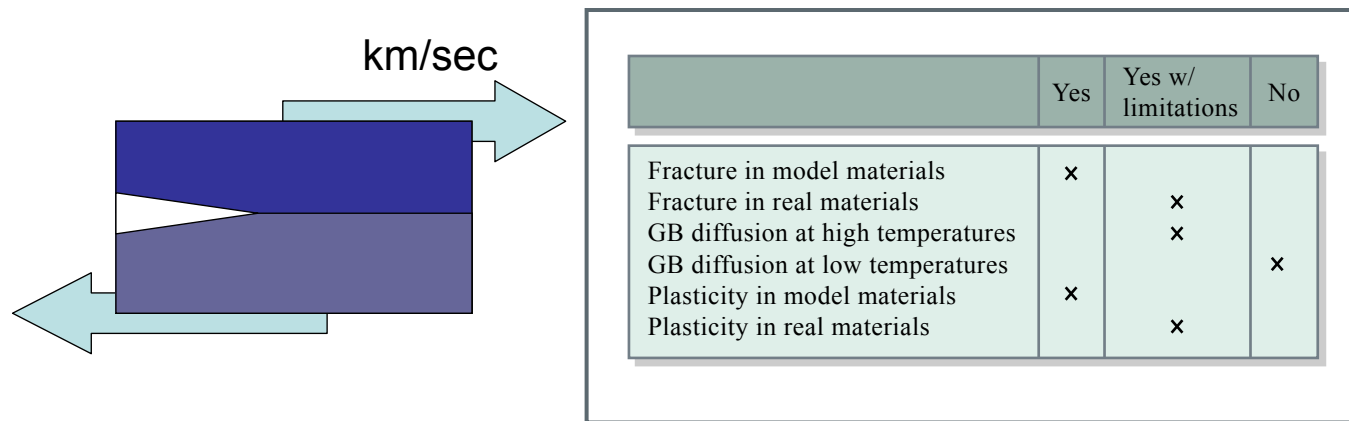 km/sec
Yes
Yes w/
limitations
No
Fracture in model materials ×
Fracture in real materials ×
GB diffusion at high temperatures ×
GB diffusion at low temperatures ×
Plasticity in model materials ×
Plasticity in real materials ×